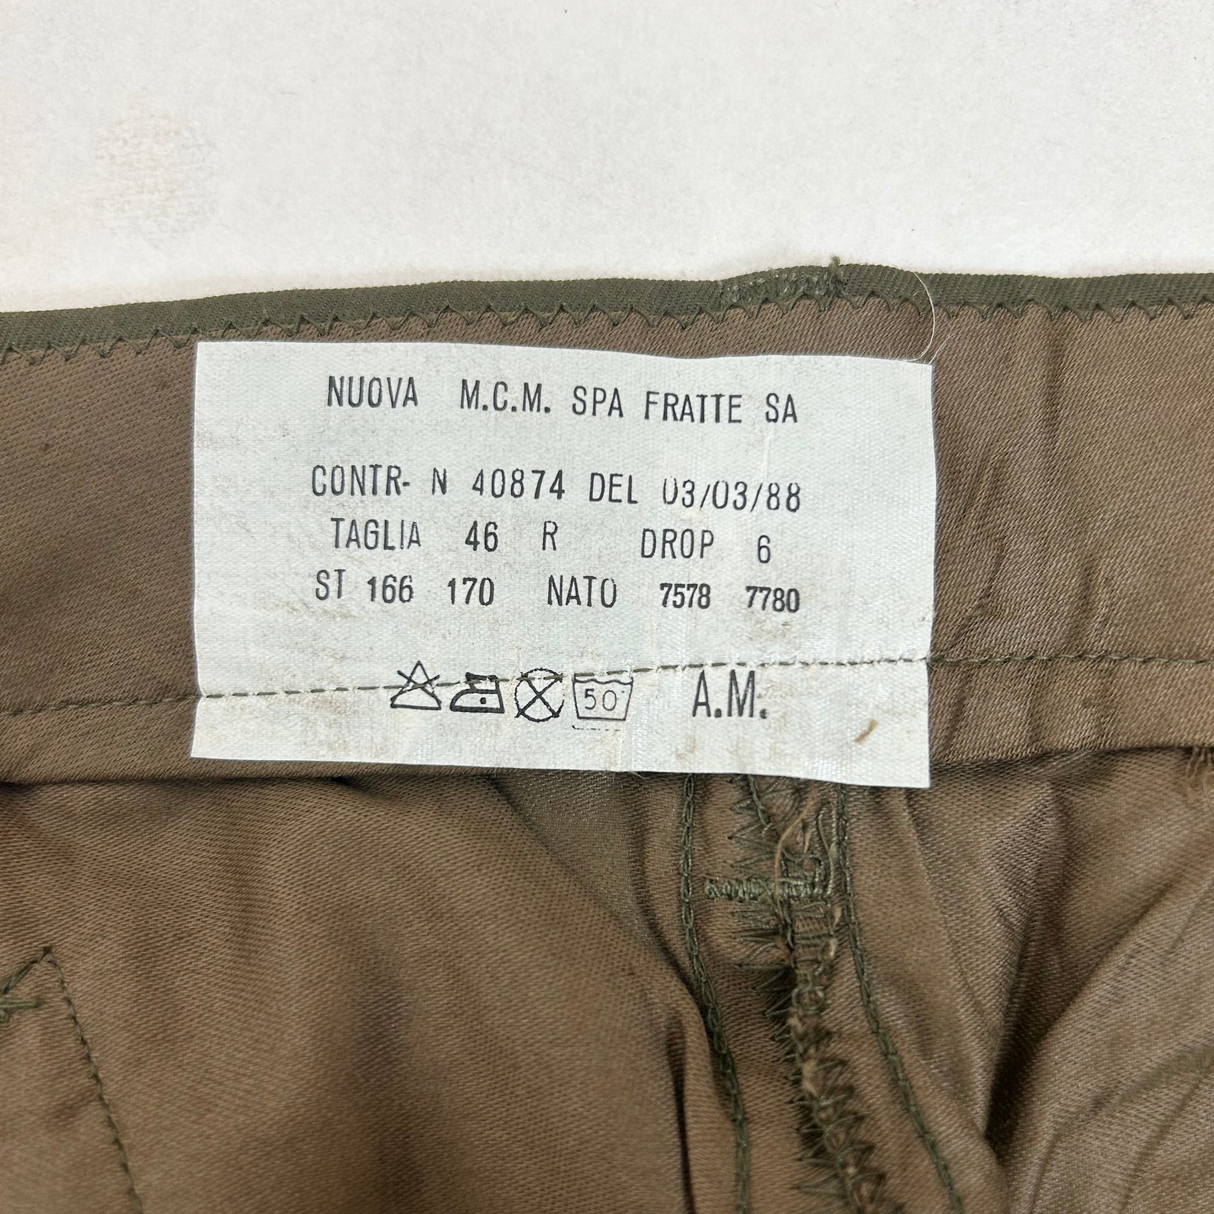 NUOVA M.C.M. SPA FRATTE SA
CONTR- N 40874 DEL 03/03/88
TAGLIA 46 R DROP 6
ST 166 170 NATO 7578 7780
50° A.M.